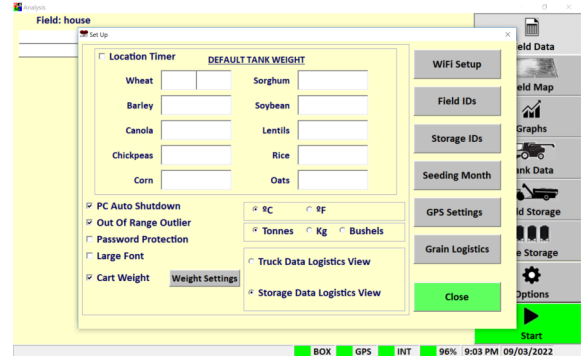 Analysis
Field: house
Set Up
Location Timer
DEFAULT TANK WEIGHT
Wheat Sorghum
Barley Soybean
Canola Lentils
Chickpeas Rice
Corn Oats
PC Auto Shutdown
Out Of Range Outlier
Password Protection
Large Font
Cart Weight Weight Settings
ºC ºF
Tonnes Kg Bushels
Truck Data Logistics View
Storage Data Logistics View
WiFi Setup
Field IDs
Storage IDs
Seeding Month
GPS Settings
Grain Logistics
Close
eld Data
eld Map
Graphs
nk Data
ld Storage
e Storage
Options
Start
BOX GPS INT 96% 9:03 PM 09/03/2022